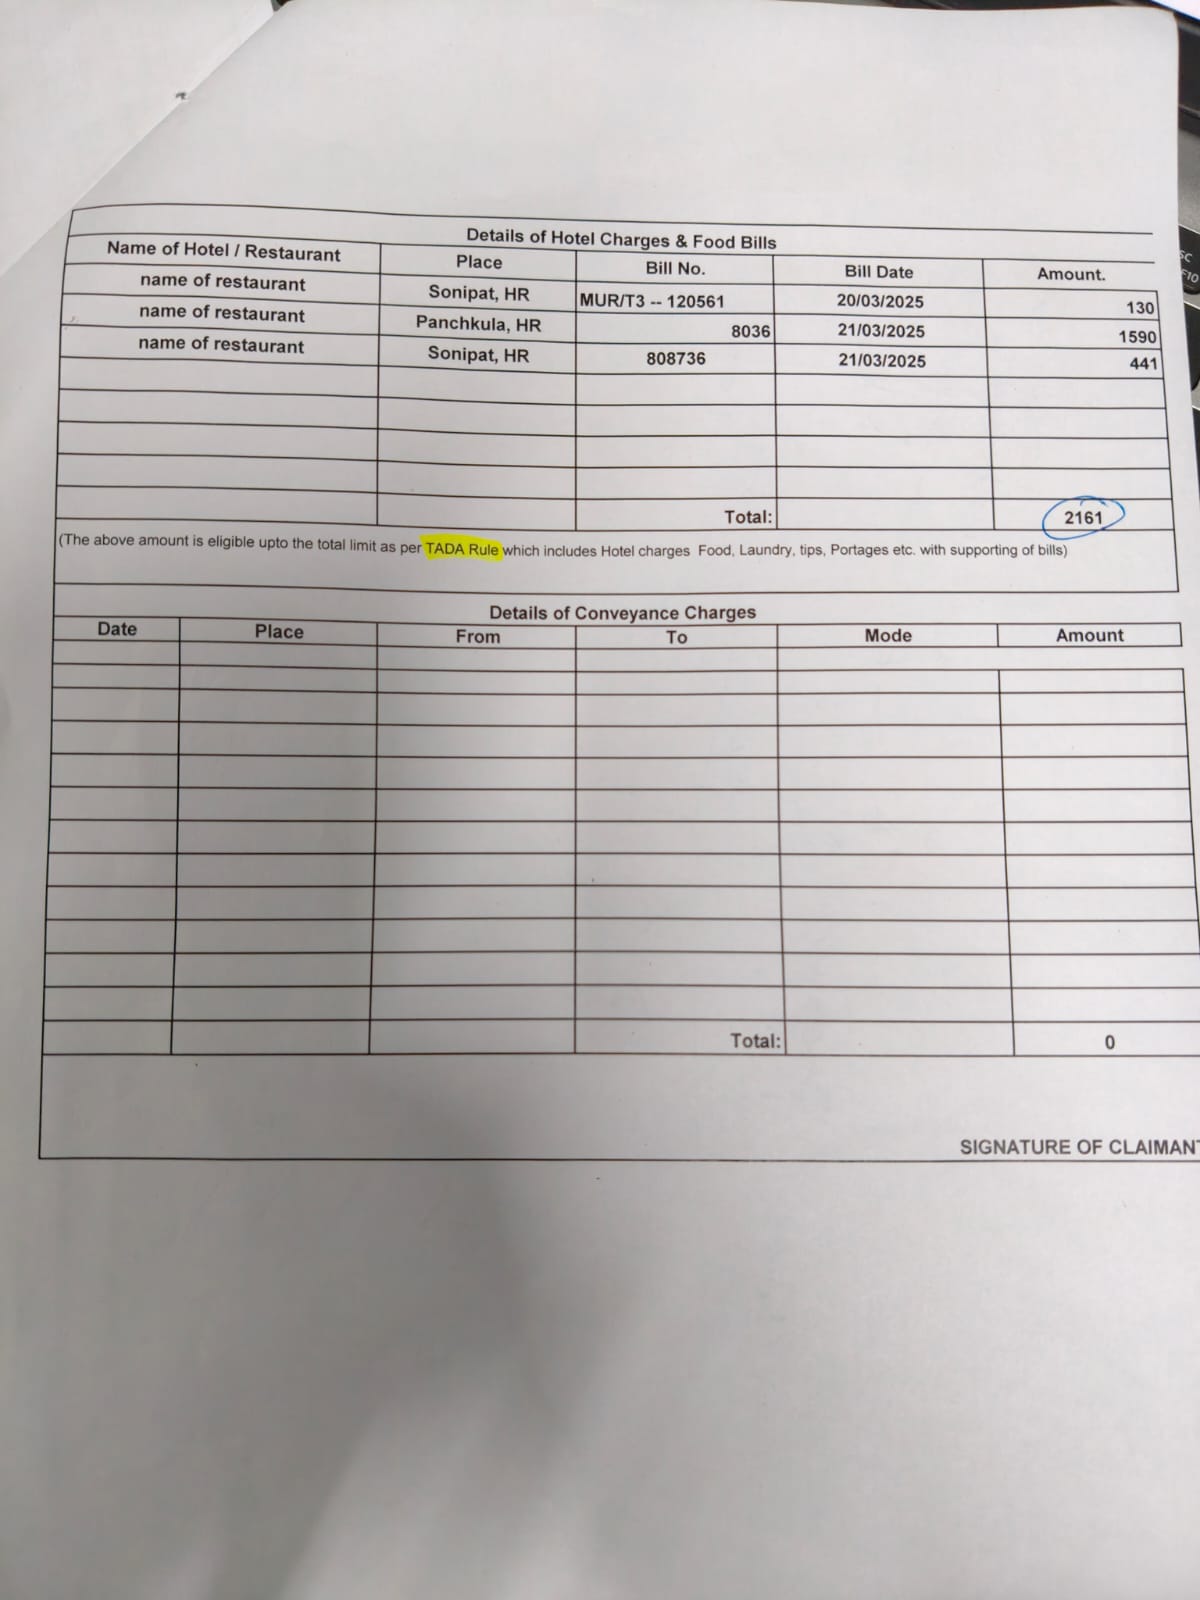 Details of Hotel Charges & Food Bills
Name of Hotel / Restaurant Place Bill No. Bill Date Amount.
name of restaurant Sonipat, HR MUR/T3 -- 120561 20/03/2025 130
name of restaurant Panchkula, HR 8036 21/03/2025 1590
name of restaurant Sonipat, HR 808736 21/03/2025 441
Total: 2161
(The above amount is eligible upto the total limit as per TADA Rule which includes Hotel charges Food, Laundry, tips, Portages etc. with supporting of bills)
Details of Conveyance Charges
Date Place From To Mode Amount
Total: 0
SIGNATURE OF CLAIMANT
SC
F10